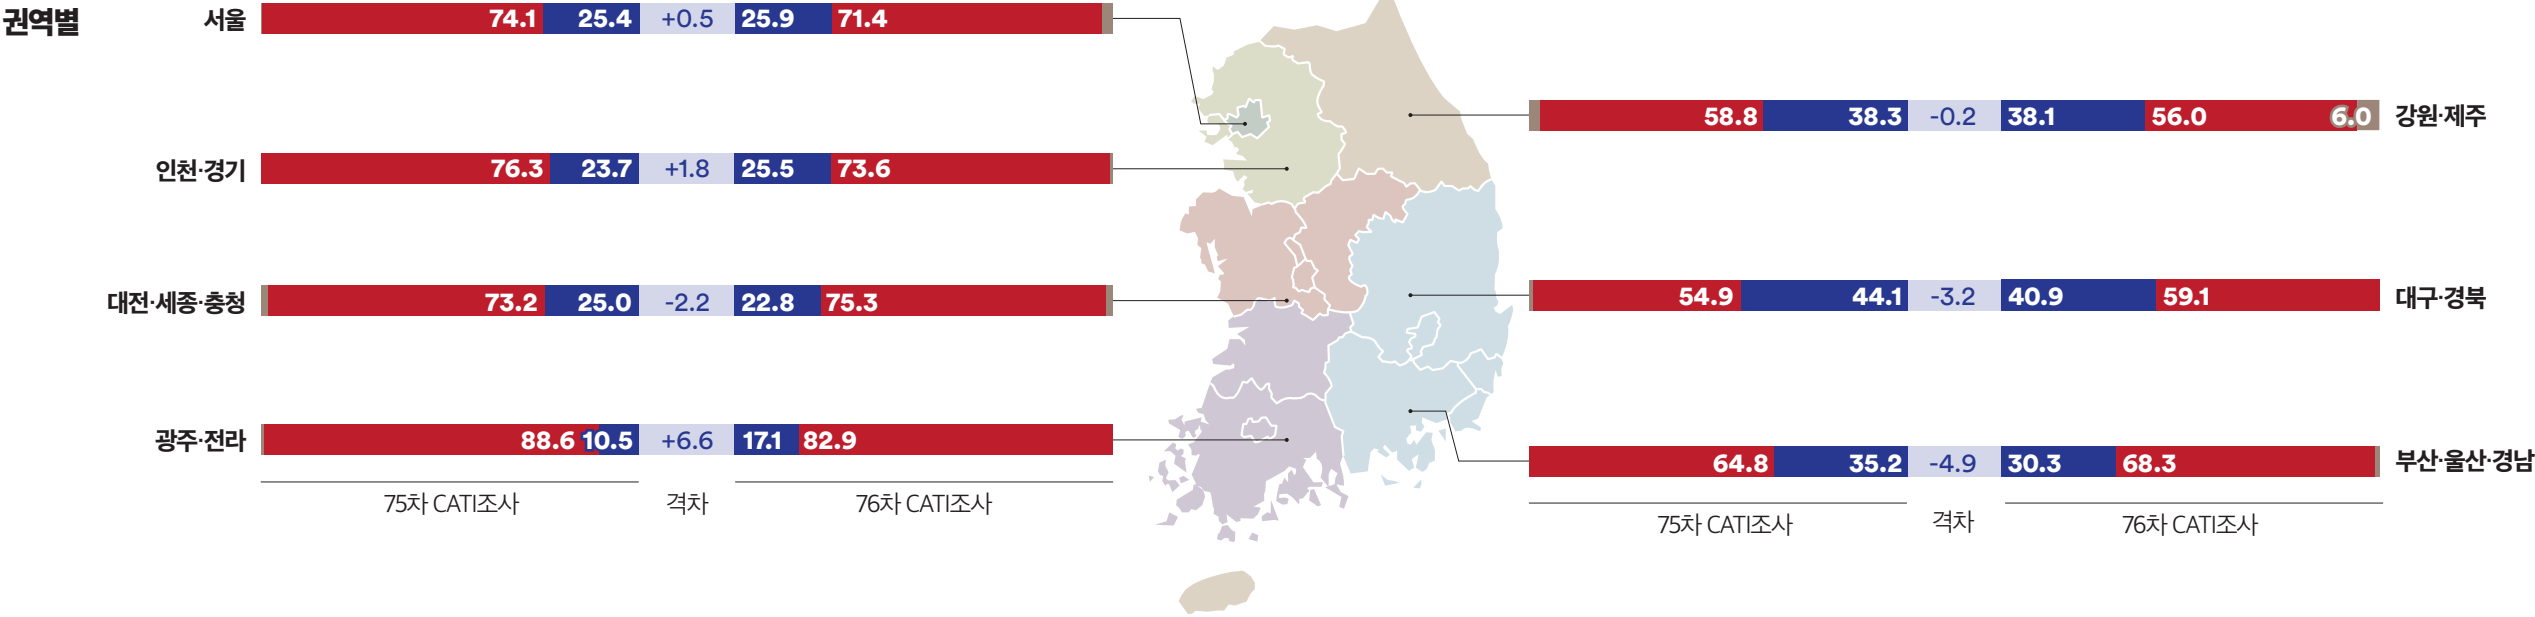 권역별
서울 74.1 25.4 +0.5 25.9 71.4
인천·경기 76.3 23.7 +1.8 25.5 73.6
대전·세종·충청 73.2 25.0 -2.2 22.8 75.3
광주·전라 88.6 10.5 +6.6 17.1 82.9
75차 CATI조사 격차 76차 CATI조사
58.8 38.3 -0.2 38.1 56.0 6.0 강원·제주
54.9 44.1 -3.2 40.9 59.1 대구·경북
64.8 35.2 -4.9 30.3 68.3 부산·울산·경남
75차 CATI조사 격차 76차 CATI조사